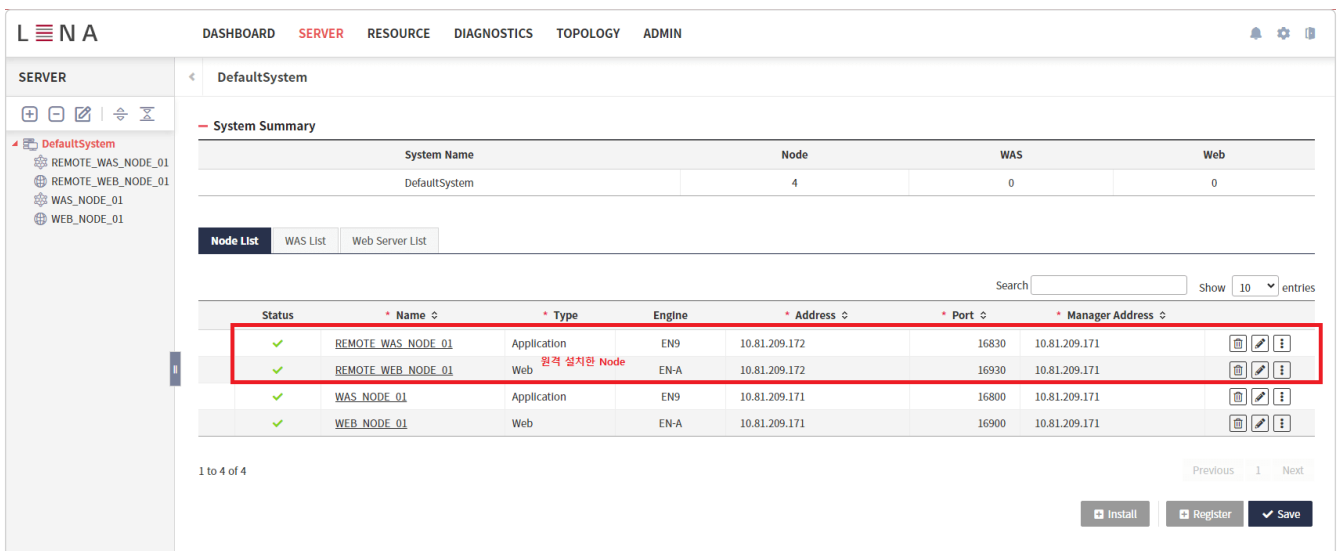 LENA DASHBOARD SERVER RESOURCE DIAGNOSTICS TOPOLOGY ADMIN
SERVER DefaultSystem
DefaultSystem
REMOTE_WAS_NODE_01
REMOTE_WEB_NODE_01
WAS_NODE_01
WEB_NODE_01
System Summary
System Name Node WAS Web
DefaultSystem 4 0 0
Node List WAS List Web Server List
Search Show 10 entries
Status * Name * Type Engine * Address * Port * Manager Address
REMOTE_WAS_NODE_01 Application EN9 10.81.209.172 16830 10.81.209.171
원격 설치한 Node
REMOTE_WEB_NODE_01 Web EN-A 10.81.209.172 16930 10.81.209.171
WAS_NODE_01 Application EN9 10.81.209.171 16800 10.81.209.171
WEB_NODE_01 Web EN-A 10.81.209.171 16900 10.81.209.171
1 to 4 of 4 Previous 1 Next
Install Register Save